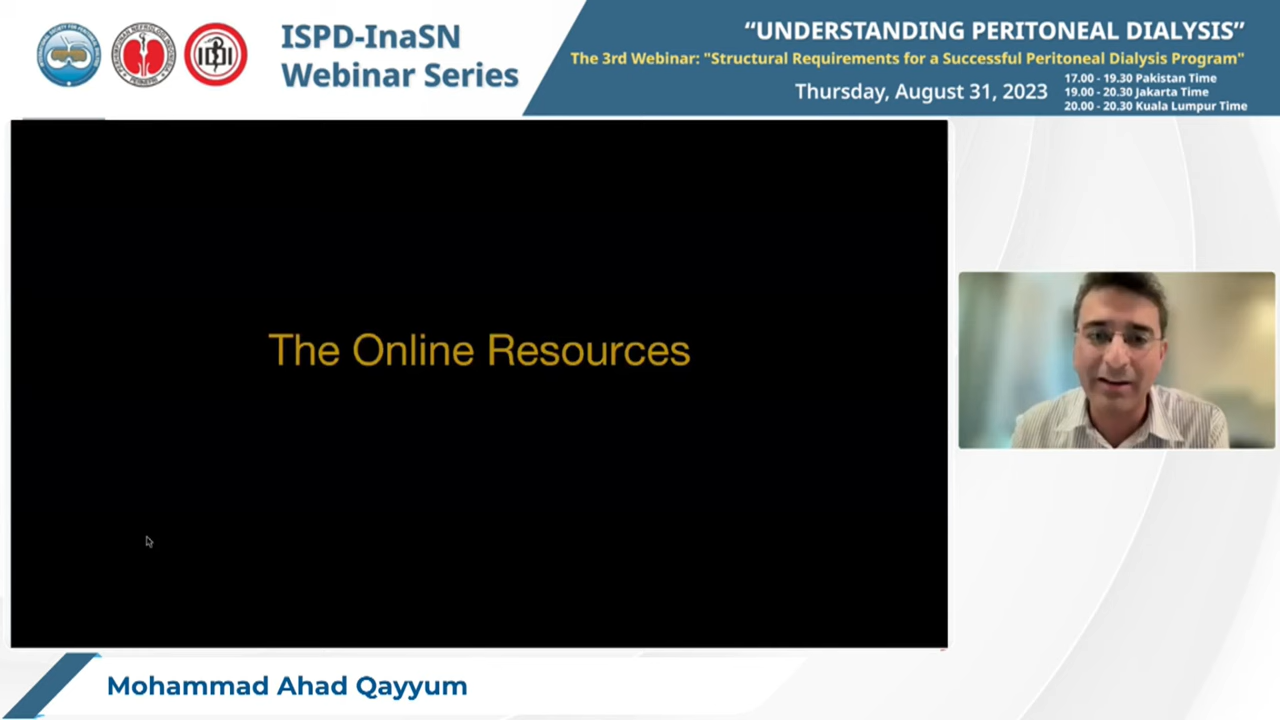 ISPD-InaSN
Webinar Series
“UNDERSTANDING PERITONEAL DIALYSIS”
The 3rd Webinar: "Structural Requirements for a Successful Peritoneal Dialysis Program"
Thursday, August 31, 2023
17.00 - 19.30 Pakistan Time
19.00 - 20.30 Jakarta Time
20.00 - 20.30 Kuala Lumpur Time
The Online Resources
Mohammad Ahad Qayyum